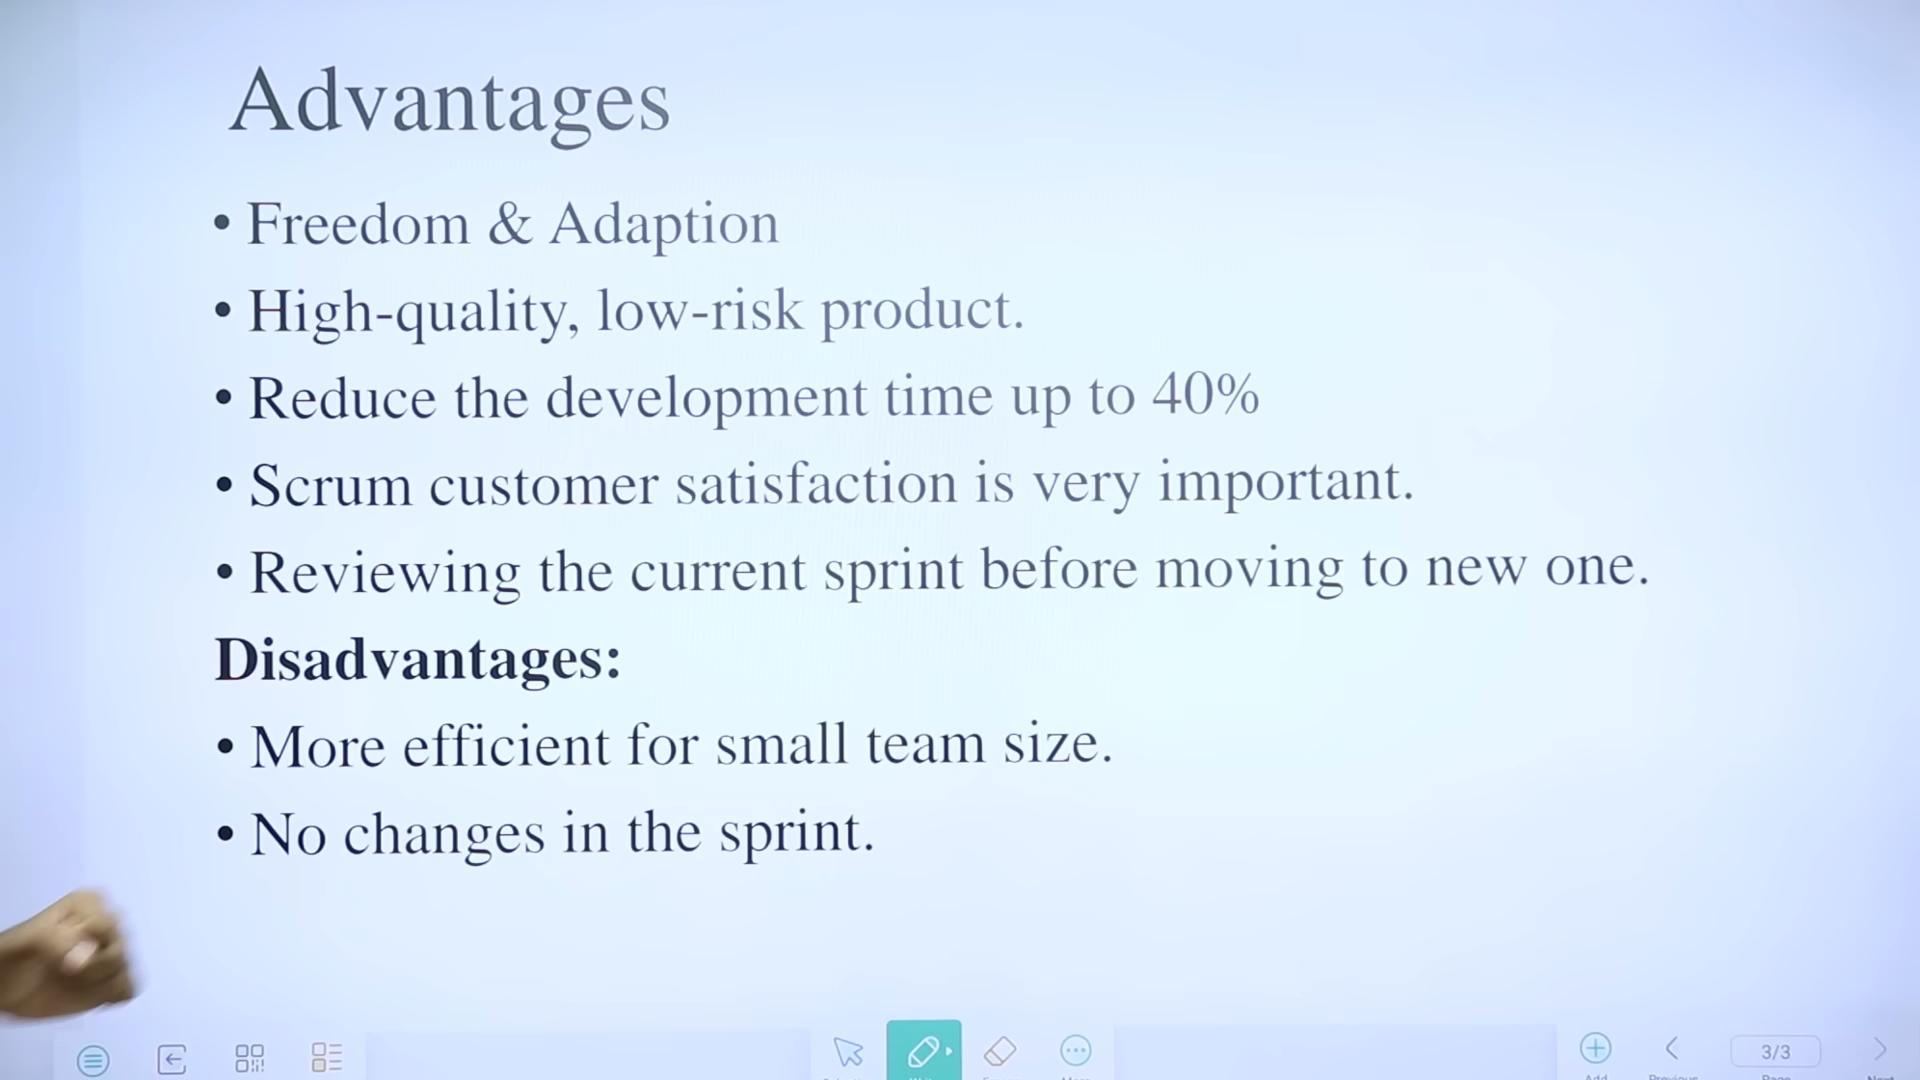 Advantages
• Freedom & Adaption
• High-quality, low-risk product.
• Reduce the development time up to 40%
• Scrum customer satisfaction is very important.
• Reviewing the current sprint before moving to new one.
Disadvantages:
• More efficient for small team size.
• No changes in the sprint.
3/3